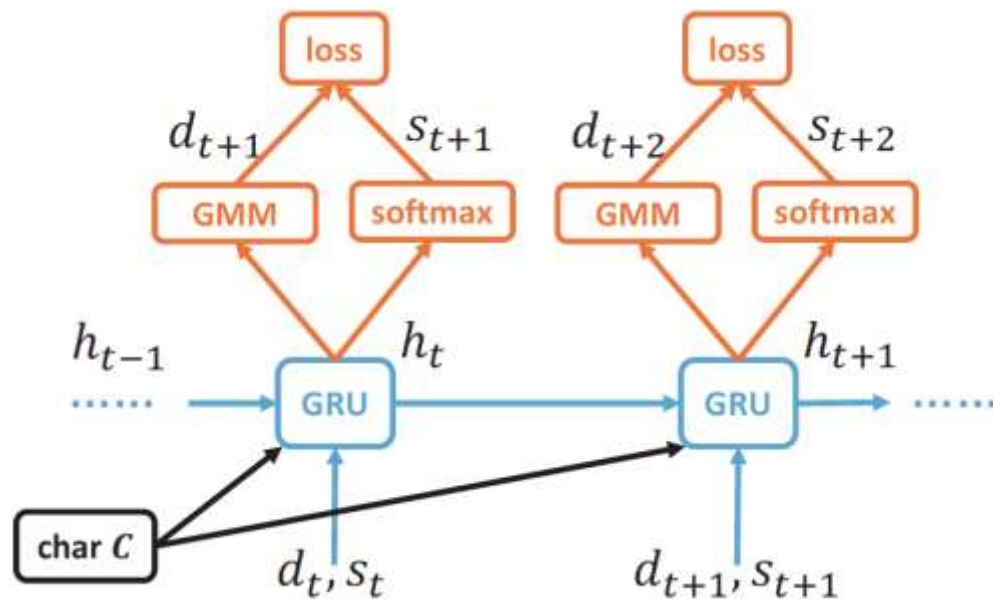 loss loss
d_{t+1} s_{t+1} d_{t+2} s_{t+2}
GMM softmax GMM softmax
h_{t-1} h_t h_{t+1}
...... GRU GRU ......
char C
d_t, s_t d_{t+1}, s_{t+1}